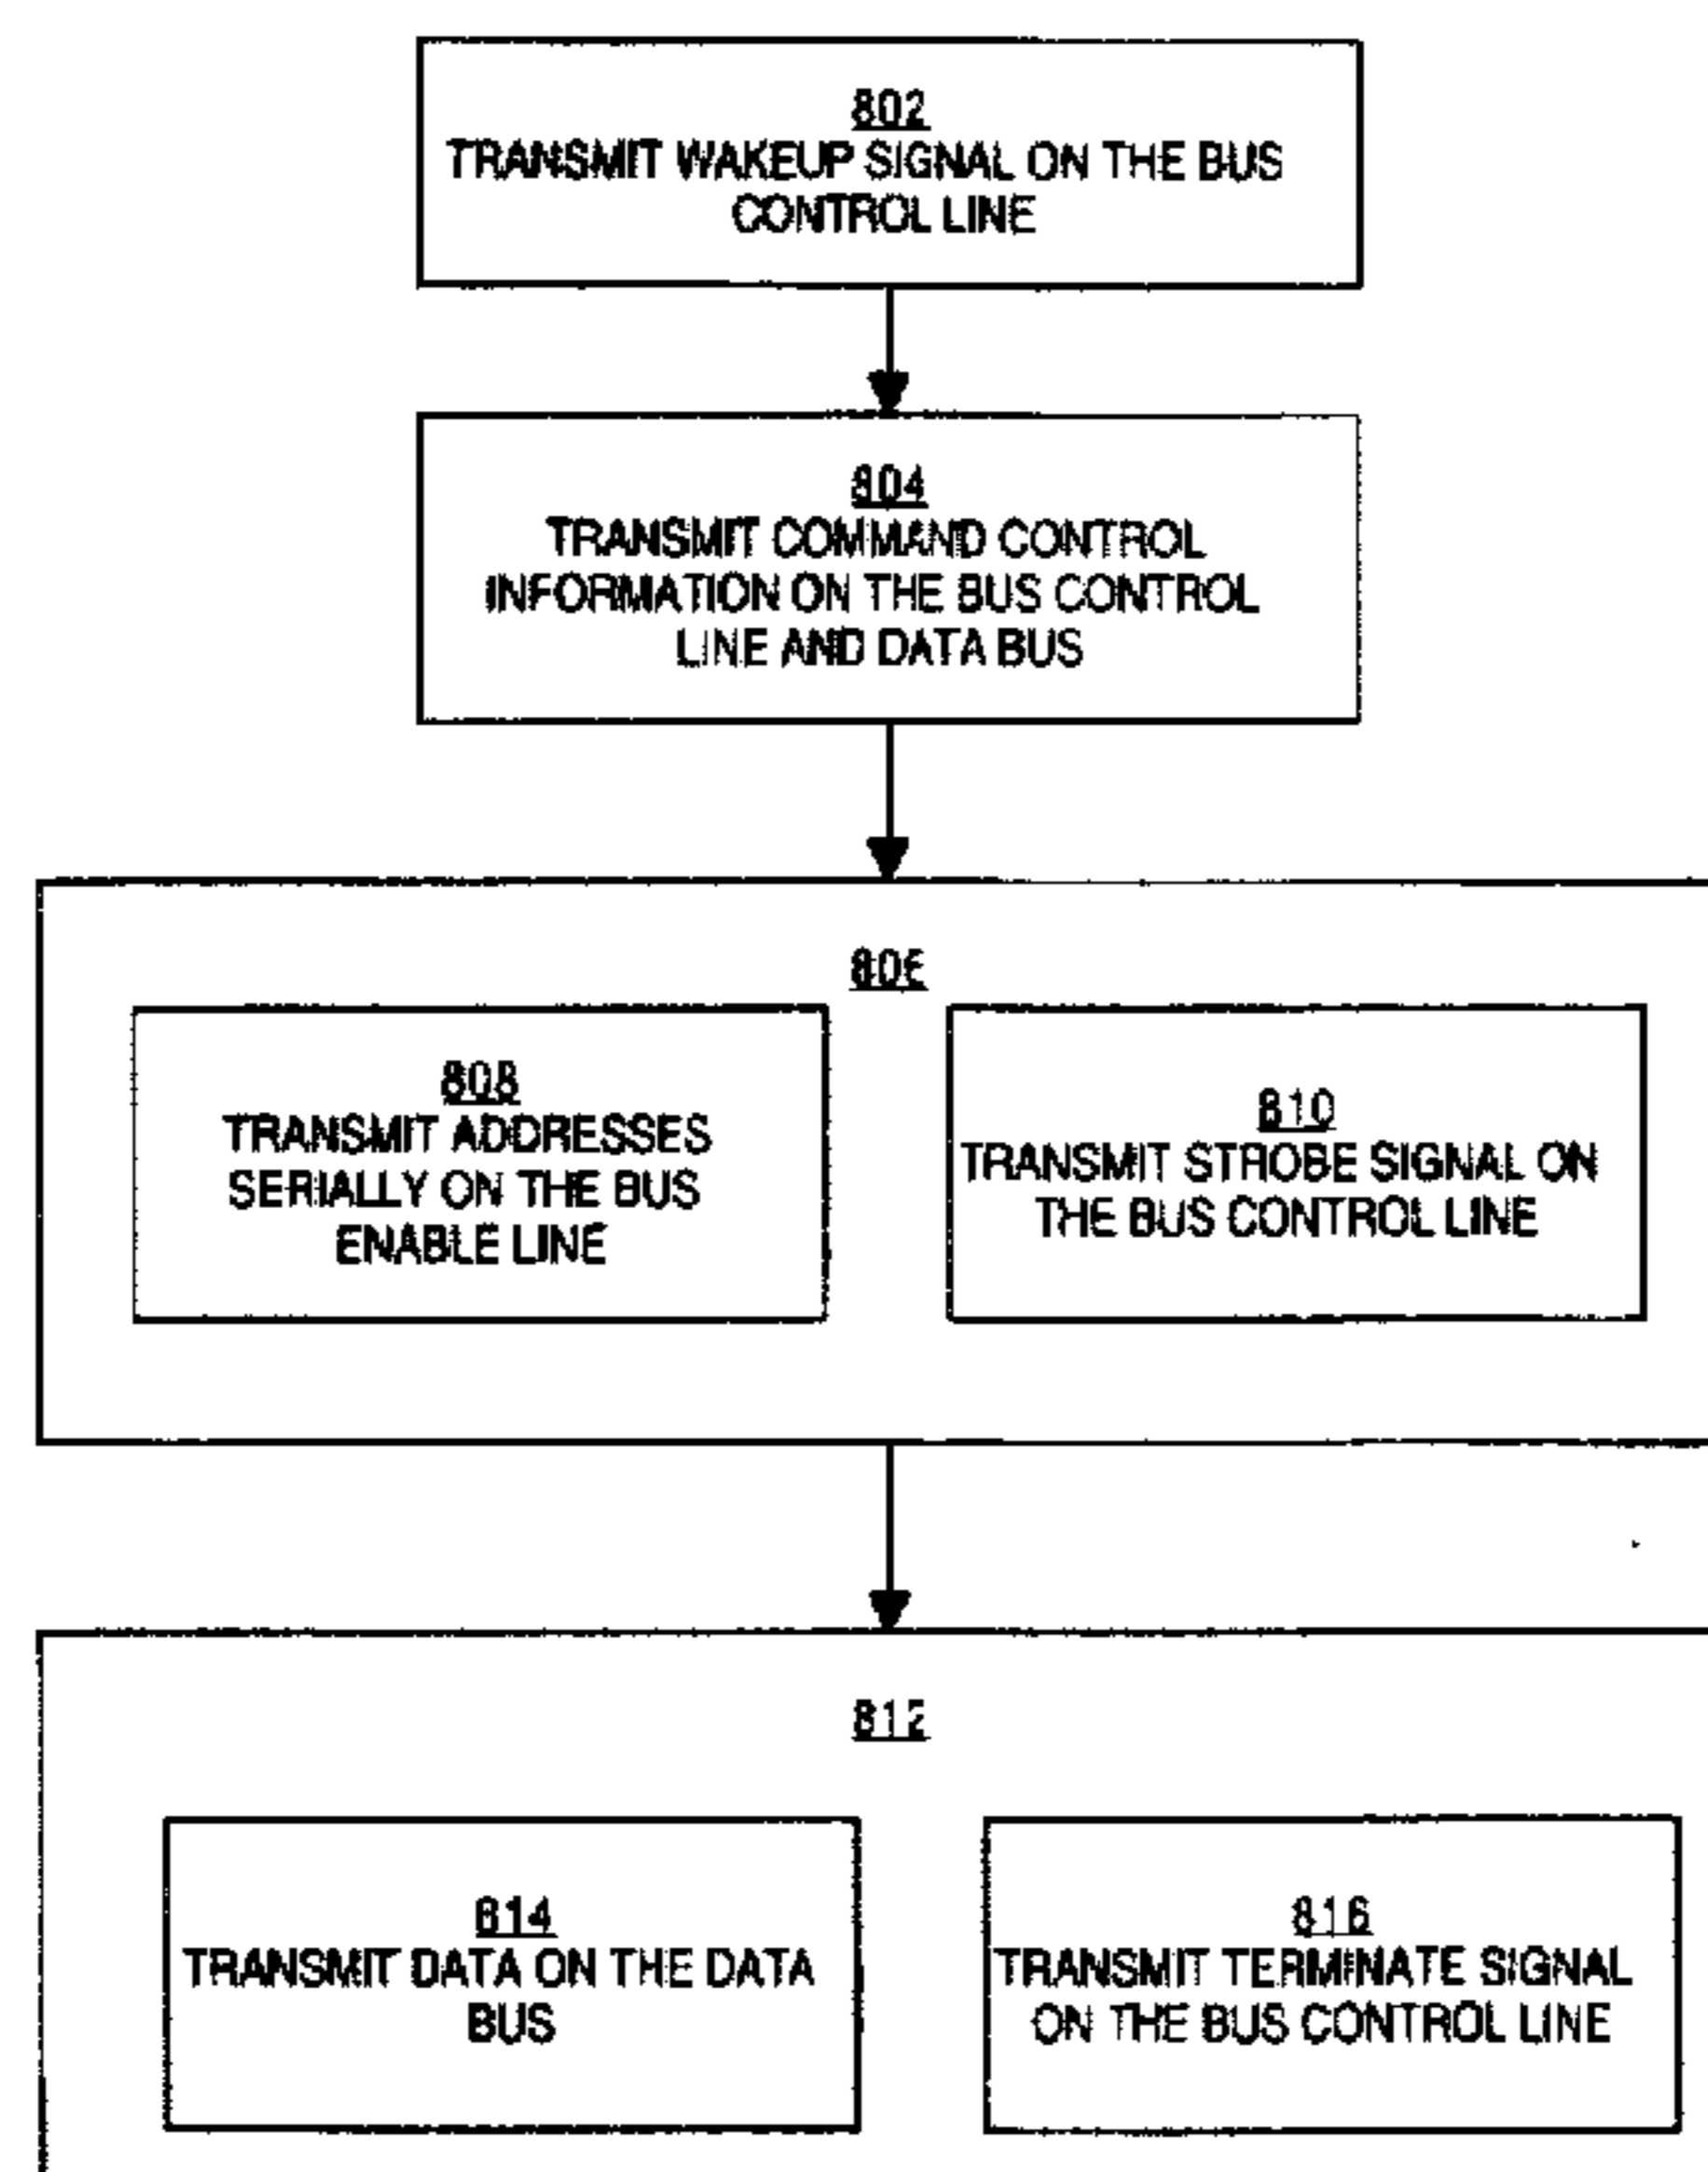 802
TRANSMIT WAKEUP SIGNAL ON THE BUS
CONTROL LINE
804
TRANSMIT COMMAND CONTROL
INFORMATION ON THE BUS CONTROL
LINE AND DATA BUS
806
808
TRANSMIT ADDRESSES
SERIALLY ON THE BUS
ENABLE LINE
810
TRANSMIT STROBE SIGNAL ON
THE BUS CONTROL LINE
812
814
TRANSMIT DATA ON THE DATA
BUS
816
TRANSMIT TERMINATE SIGNAL
ON THE BUS CONTROL LINE